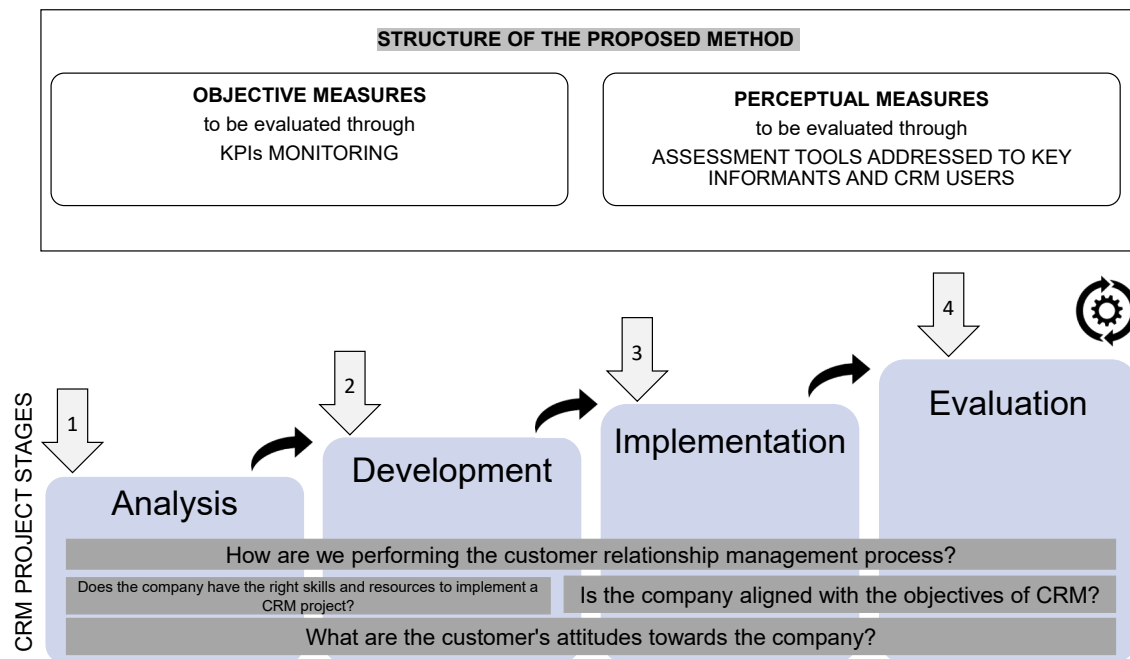 STRUCTURE OF THE PROPOSED METHOD
OBJECTIVE MEASURES
to be evaluated through
KPIs MONITORING
PERCEPTUAL MEASURES
to be evaluated through
ASSESSMENT TOOLS ADDRESSED TO KEY
INFORMANTS AND CRM USERS
CRM PROJECT STAGES
1
2
3
4
Analysis
Development
Implementation
Evaluation
How are we performing the customer relationship management process?
Does the company have the right skills and resources to implement a
CRM project?
Is the company aligned with the objectives of CRM?
What are the customer's attitudes towards the company?